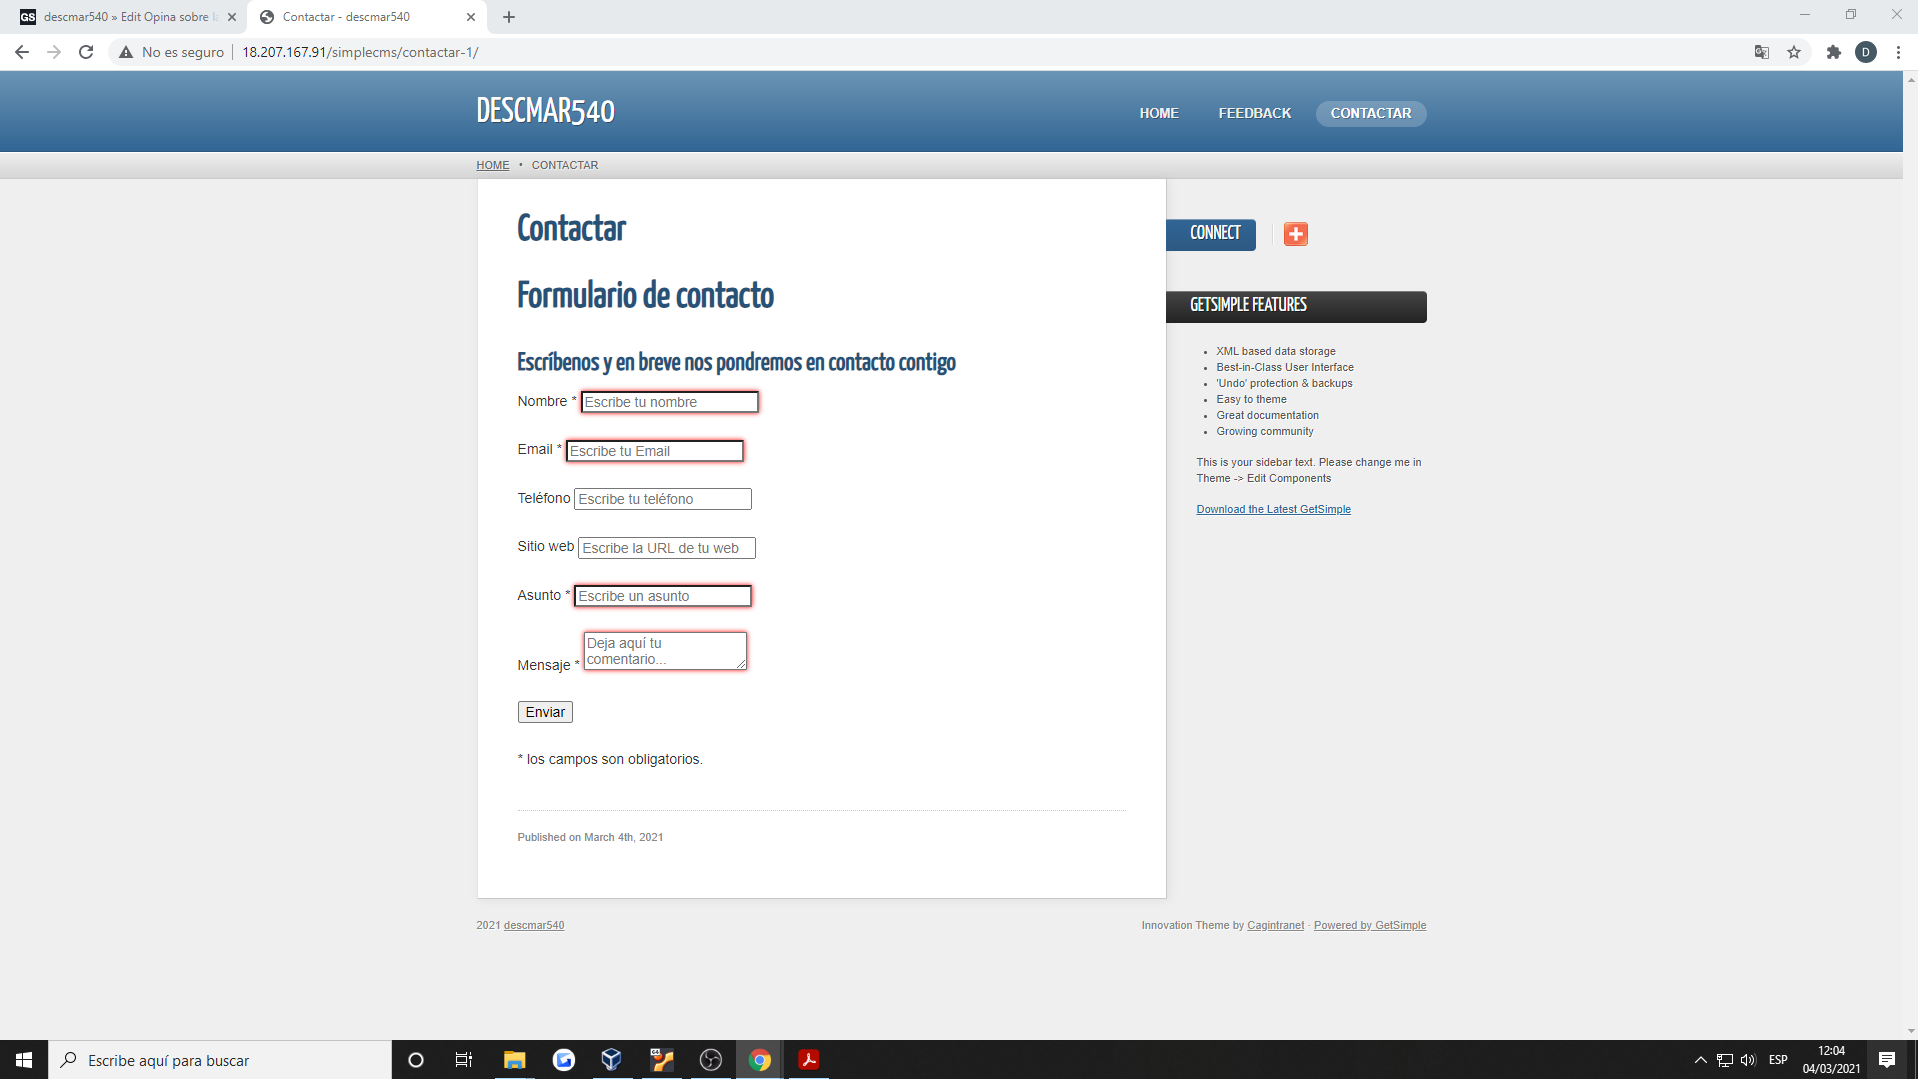 GS descmar540 » Edit Opina sobre l
Contactar - descmar540
No es seguro
18.207.167.91/simplecms/contactar-1/
D
DESCMAR540
HOME
FEEDBACK
CONTACTAR
HOME • CONTACTAR
Contactar
Formulario de contacto
Escríbenos y en breve nos pondremos en contacto contigo
Nombre * Escribe tu nombre
Email * Escribe tu Email
Teléfono Escribe tu teléfono
Sitio web Escribe la URL de tu web
Asunto * Escribe un asunto
Mensaje * Deja aquí tu
comentario...
Enviar
* los campos son obligatorios.
Published on March 4th, 2021
CONNECT
GETSIMPLE FEATURES
• XML based data storage
• Best-in-Class User Interface
• 'Undo' protection & backups
• Easy to theme
• Great documentation
• Growing community
This is your sidebar text. Please change me in
Theme -> Edit Components
Download the Latest GetSimple
2021 descmar540
Innovation Theme by Cagintranet · Powered by GetSimple
Escribe aquí para buscar
ESP
12:04
04/03/2021